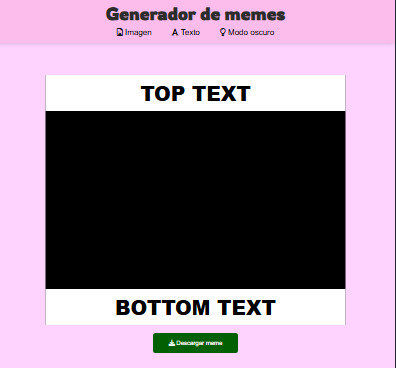 Generador de memes
Imagen Texto Modo oscuro
TOP TEXT
BOTTOM TEXT
Descargar meme